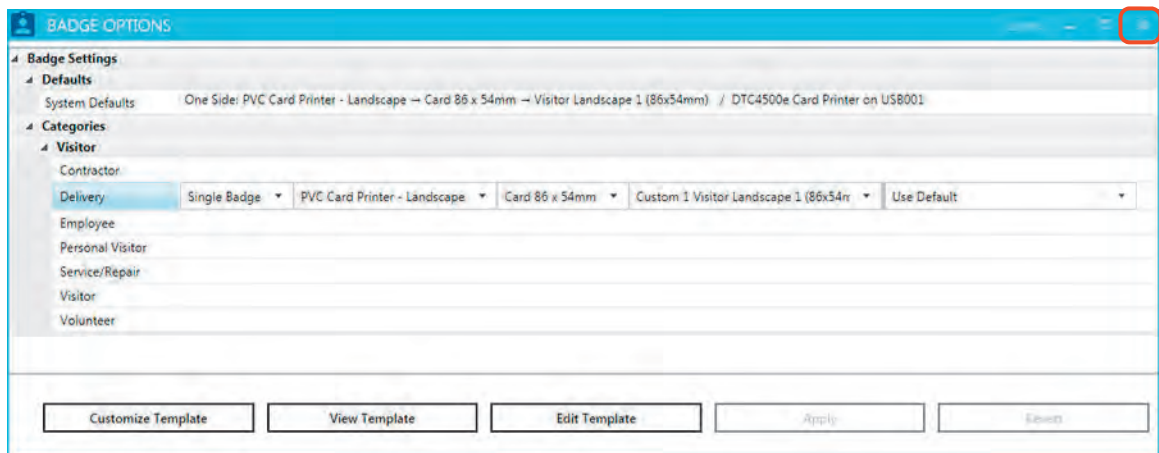 BADGE OPTIONS
Badge Settings
Defaults
System Defaults One Side: PVC Card Printer - Landscape → Card 86 x 54mm → Visitor Landscape 1 (86x54mm) / DTC4500e Card Printer on USB001
Categories
Visitor
Contractor
Delivery Single Badge PVC Card Printer - Landscape Card 86 x 54mm Custom 1 Visitor Landscape 1 (86x54m Use Default
Employee
Personal Visitor
Service/Repair
Visitor
Volunteer
Customize Template View Template Edit Template Apply Revert